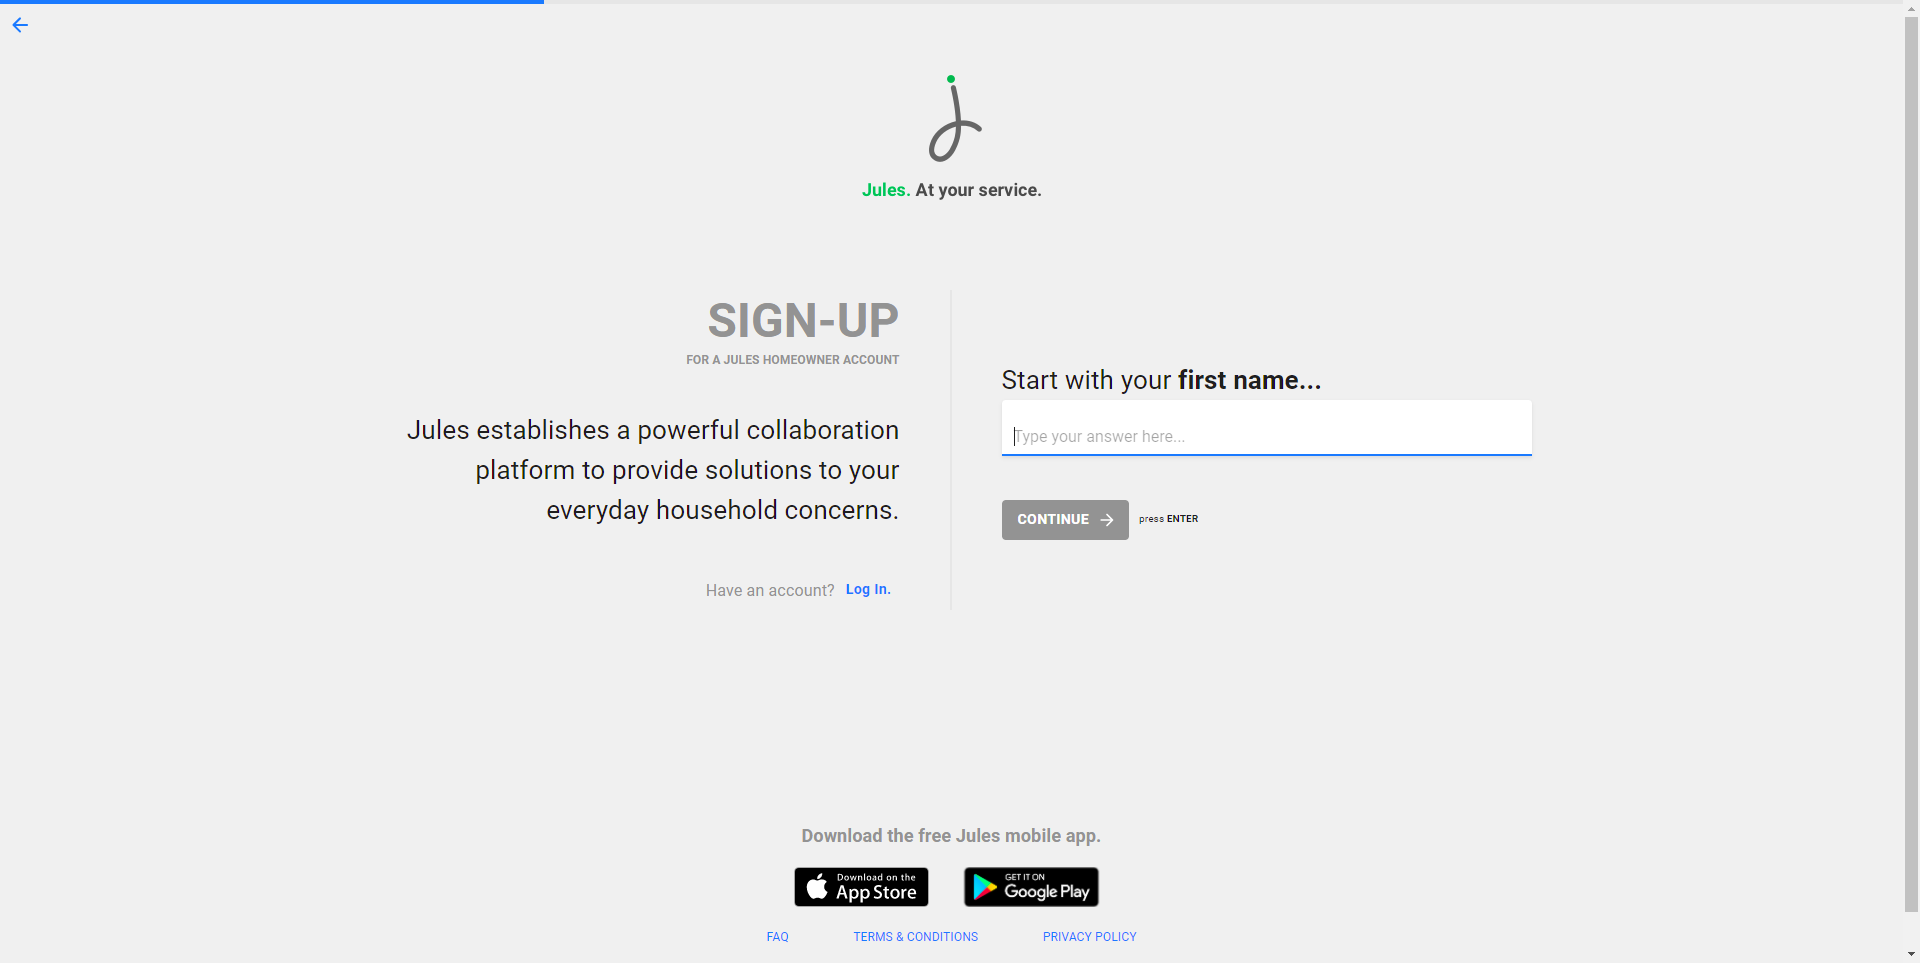 Jules. At your service.
SIGN-UP
FOR A JULES HOMEOWNER ACCOUNT
Jules establishes a powerful collaboration
platform to provide solutions to your
everyday household concerns.
Have an account? Log In.
Start with your first name...
Type your answer here...
CONTINUE
press ENTER
Download the free Jules mobile app.
Download on the
App Store
GET IT ON
Google Play
FAQ
TERMS & CONDITIONS
PRIVACY POLICY